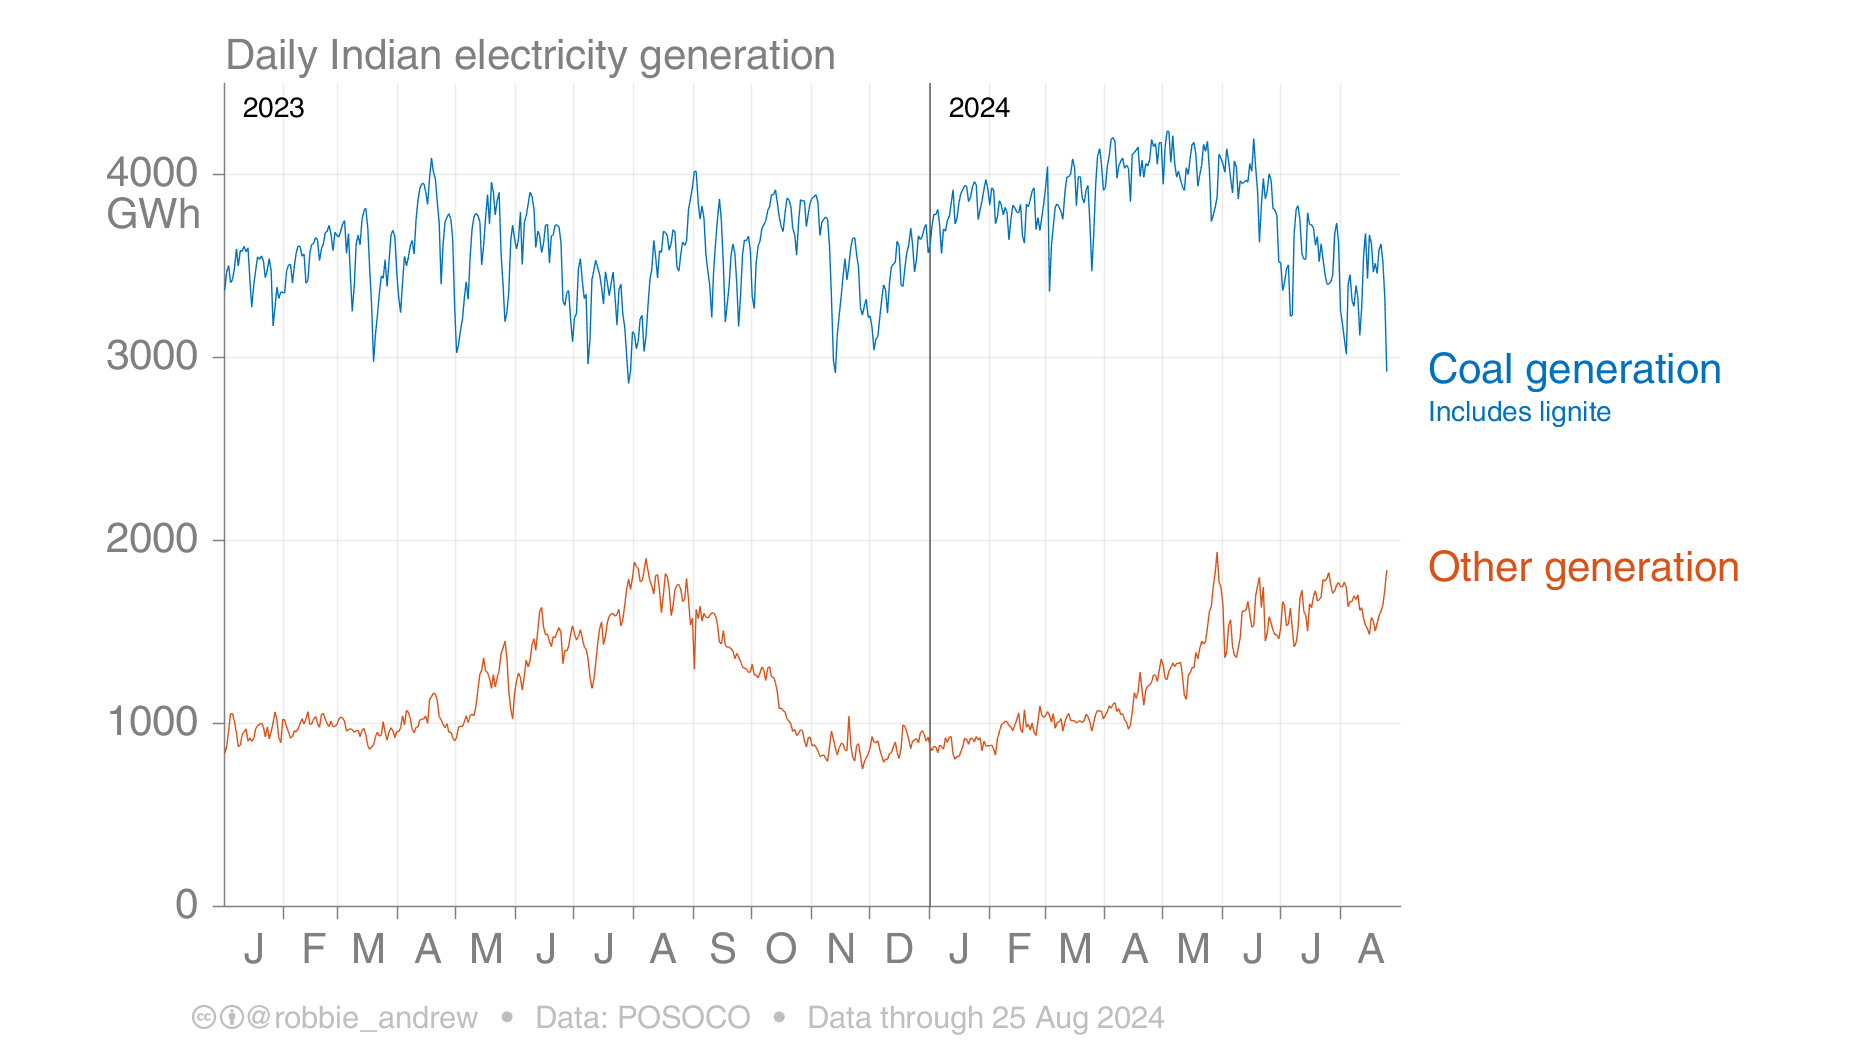 Daily Indian electricity generation
2023
2024
4000
GWh
3000
2000
1000
0
Coal generation
Includes lignite
Other generation
J F M A M J J A S O N D J F M A M J J A
cc @robbie_andrew • Data: POSOCO • Data through 25 Aug 2024